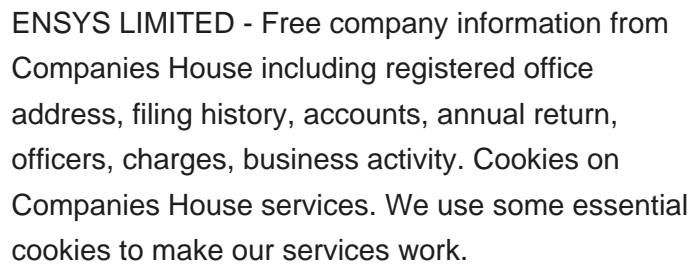 ENSYS LIMITED - Free company information from
Companies House including registered office
address, filing history, accounts, annual return,
officers, charges, business activity. Cookies on
Companies House services. We use some essential
cookies to make our services work.